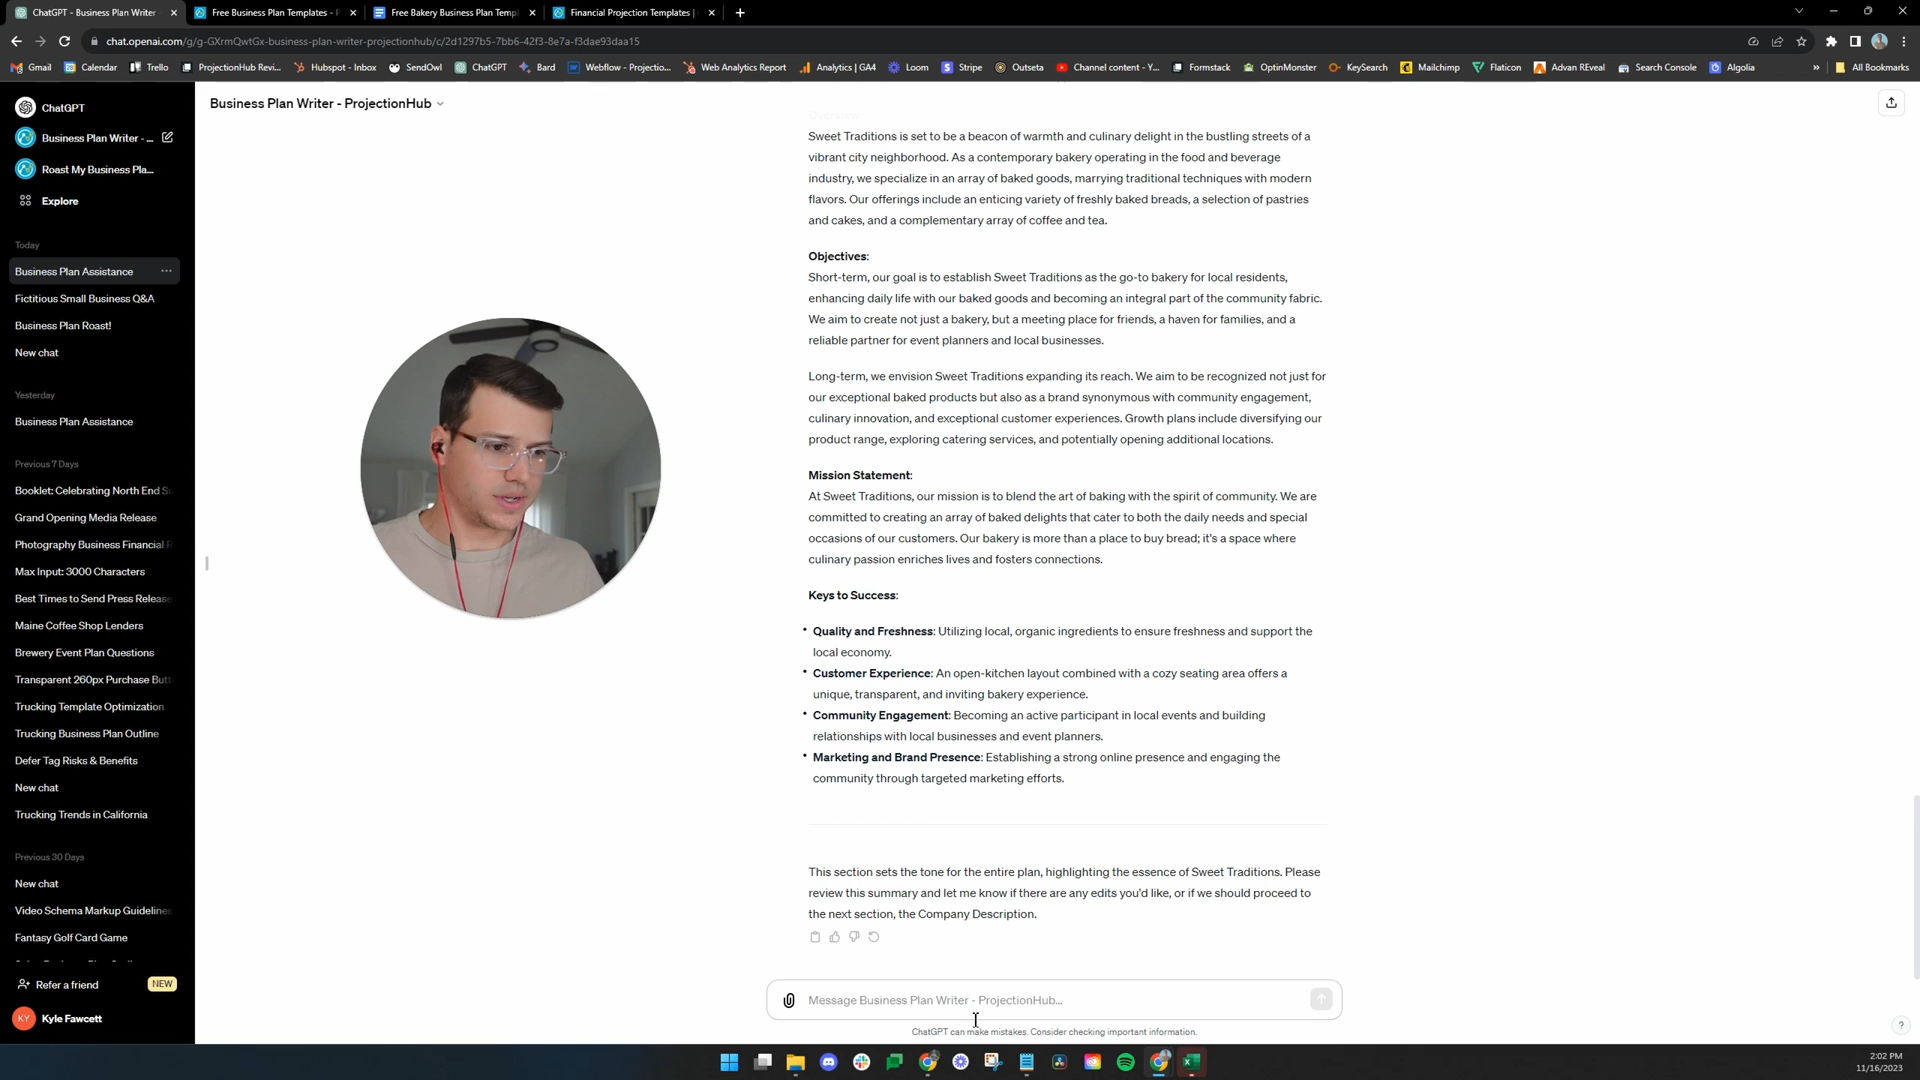 ChatGPT - Business Plan Writer
Free Business Plan Templates - P
Free Bakery Business Plan Templ
Financial Projection Templates |
chat.openai.com/g/g-GXrmQwtGx-business-plan-writer-projectionhub/c/2d1297b5-7bb6-42f3-8e7a-f3dae93daa15
Gmail
Calendar
Trello
ProjectionHub Revi...
Hubspot - Inbox
SendOwl
ChatGPT
Bard
Webflow - Projectio...
Web Analytics Report
Analytics | GA4
Loom
Stripe
Outseta
Channel content - Y...
Formstack
OptinMonster
KeySearch
Mailchimp
Flaticon
Advan REveal
Search Console
Algolia
»
All Bookmarks
ChatGPT
Business Plan Writer - ...
Roast My Business Pla...
Explore
Today
Business Plan Assistance
Fictitious Small Business Q&A
Business Plan Roast!
New chat
Yesterday
Business Plan Assistance
Previous 7 Days
Booklet: Celebrating North End Su
Grand Opening Media Release
Photography Business Financial R
Max Input: 3000 Characters
Best Times to Send Press Release
Maine Coffee Shop Lenders
Brewery Event Plan Questions
Transparent 260px Purchase Butt
Trucking Template Optimization
Trucking Business Plan Outline
Defer Tag Risks & Benefits
New chat
Trucking Trends in California
Previous 30 Days
New chat
Video Schema Markup Guidelines
Fantasy Golf Card Game
Refer a friend
NEW
KY
Kyle Fawcett
Business Plan Writer - ProjectionHub
Overview:
Sweet Traditions is set to be a beacon of warmth and culinary delight in the bustling streets of a
vibrant city neighborhood. As a contemporary bakery operating in the food and beverage
industry, we specialize in an array of baked goods, marrying traditional techniques with modern
flavors. Our offerings include an enticing variety of freshly baked breads, a selection of pastries
and cakes, and a complementary array of coffee and tea.
Objectives:
Short-term, our goal is to establish Sweet Traditions as the go-to bakery for local residents,
enhancing daily life with our baked goods and becoming an integral part of the community fabric.
We aim to create not just a bakery, but a meeting place for friends, a haven for families, and a
reliable partner for event planners and local businesses.
Long-term, we envision Sweet Traditions expanding its reach. We aim to be recognized not just for
our exceptional baked products but also as a brand synonymous with community engagement,
culinary innovation, and exceptional customer experiences. Growth plans include diversifying our
product range, exploring catering services, and potentially opening additional locations.
Mission Statement:
At Sweet Traditions, our mission is to blend the art of baking with the spirit of community. We are
committed to creating an array of baked delights that cater to both the daily needs and special
occasions of our customers. Our bakery is more than a place to buy bread; it's a space where
culinary passion enriches lives and fosters connections.
Keys to Success:
• Quality and Freshness: Utilizing local, organic ingredients to ensure freshness and support the
local economy.
• Customer Experience: An open-kitchen layout combined with a cozy seating area offers a
unique, transparent, and inviting bakery experience.
• Community Engagement: Becoming an active participant in local events and building
relationships with local businesses and event planners.
• Marketing and Brand Presence: Establishing a strong online presence and engaging the
community through targeted marketing efforts.
This section sets the tone for the entire plan, highlighting the essence of Sweet Traditions. Please
review this summary and let me know if there are any edits you'd like, or if we should proceed to
the next section, the Company Description.
Message Business Plan Writer - ProjectionHub...
ChatGPT can make mistakes. Consider checking important information.
?
2:02 PM
11/16/2023